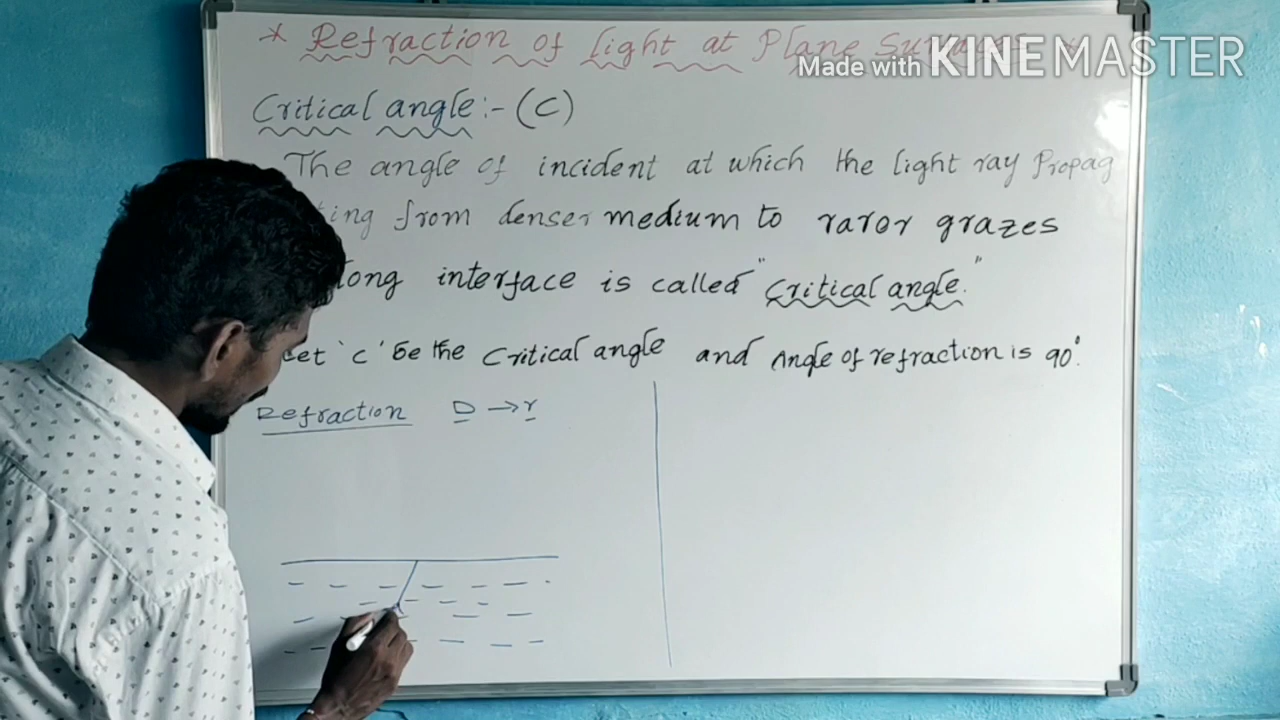 * Refraction of light at Plane Surfaces *
Made with KINEMASTER
Critical angle:- (C)
The angle of incident at which the light ray Propag
ting from denser medium to raror grazes
long interface is called "Critical angle."
Let 'c' be the Critical angle and Angle of refraction is 90°.
Refraction D → r